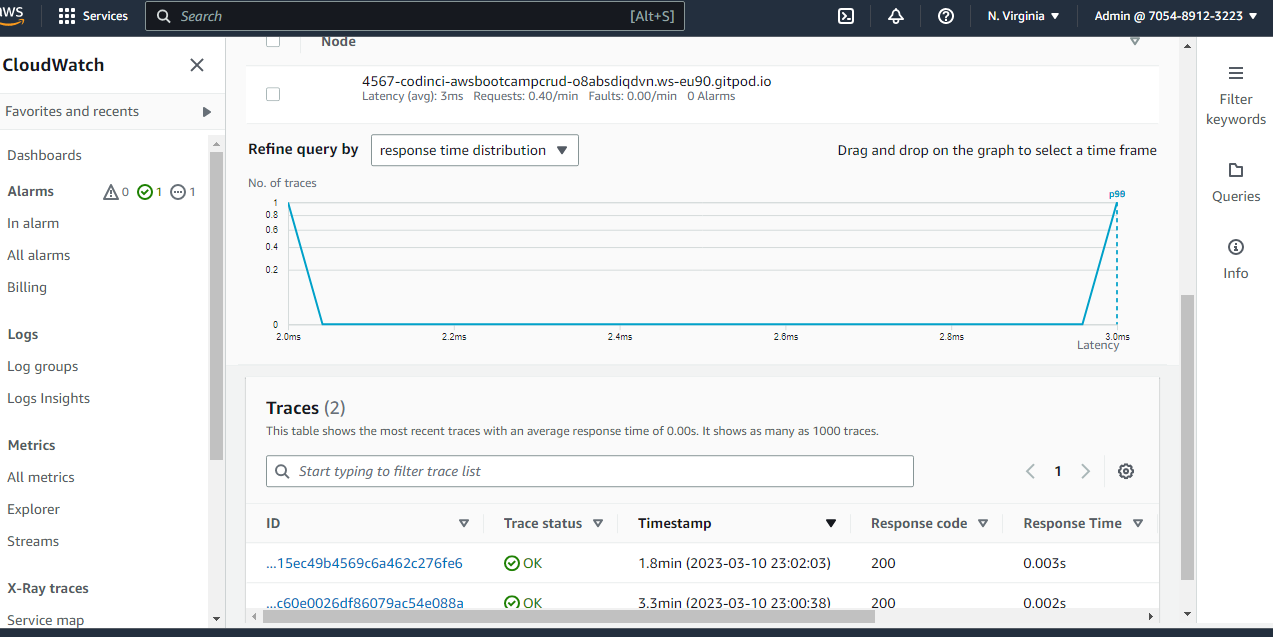 aws
Services
Search
[Alt+S]
N. Virginia
Admin @ 7054-8912-3223
CloudWatch
Favorites and recents
Dashboards
Alarms 0 1 1
In alarm
All alarms
Billing
Logs
Log groups
Logs Insights
Metrics
All metrics
Explorer
Streams
X-Ray traces
Service map
Node
4567-codinci-awsbootcampcrud-o8absdiqdvn.ws-eu90.gitpod.io
Latency (avg): 3ms Requests: 0.40/min Faults: 0.00/min 0 Alarms
Refine query by response time distribution
Drag and drop on the graph to select a time frame
No. of traces
p99
1
0.8
0.6
0.4
0.2
0
2.0ms 2.2ms 2.4ms 2.6ms 2.8ms 3.0ms
Latency
Traces (2)
This table shows the most recent traces with an average response time of 0.00s. It shows as many as 1000 traces.
Start typing to filter trace list
1
ID Trace status Timestamp Response code Response Time
...15ec49b4569c6a462c276fe6 OK 1.8min (2023-03-10 23:02:03) 200 0.003s
...c60e0026df86079ac54e088a OK 3.3min (2023-03-10 23:00:38) 200 0.002s
Filter
keywords
Queries
Info